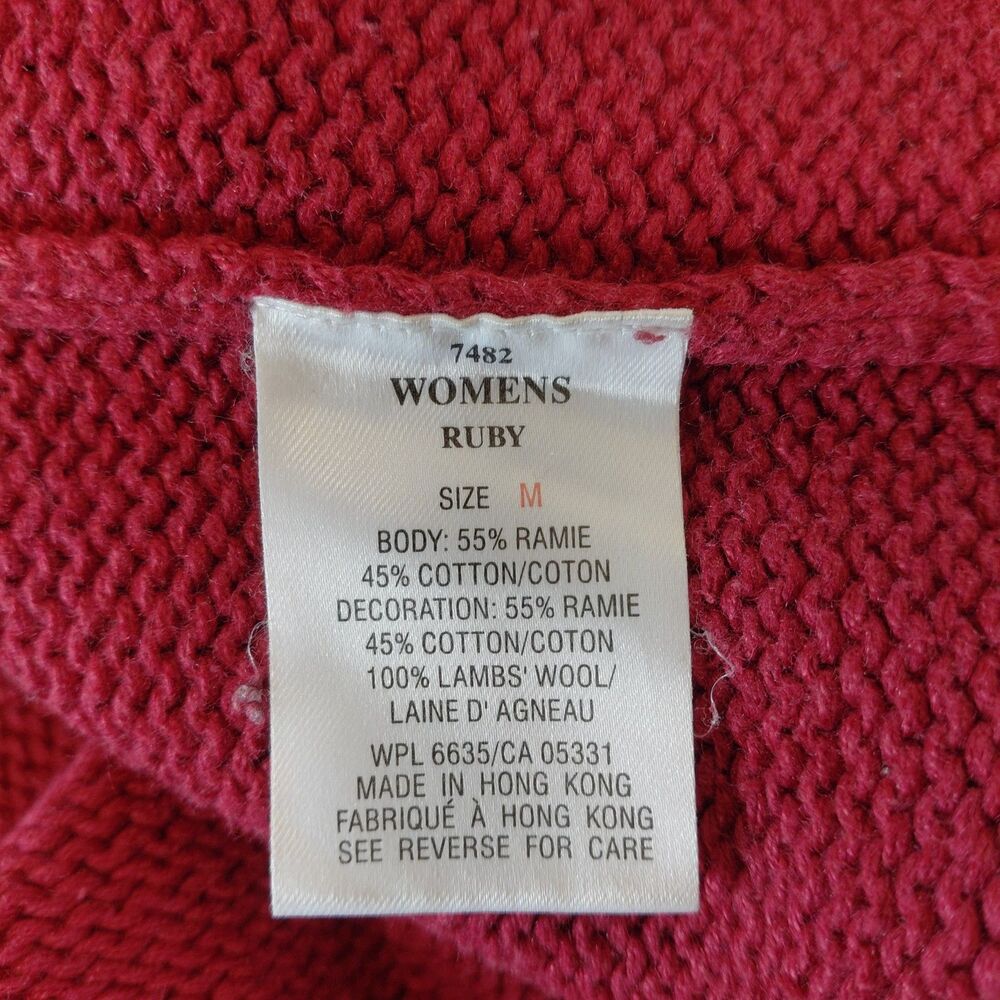 7482
WOMENS
RUBY
SIZE M
BODY: 55% RAMIE
45% COTTON/COTON
DECORATION: 55% RAMIE
45% COTTON/COTON
100% LAMBS' WOOL/
LAINE D' AGNEAU
WPL 6635/CA 05331
MADE IN HONG KONG
FABRIQUÉ À HONG KONG
SEE REVERSE FOR CARE